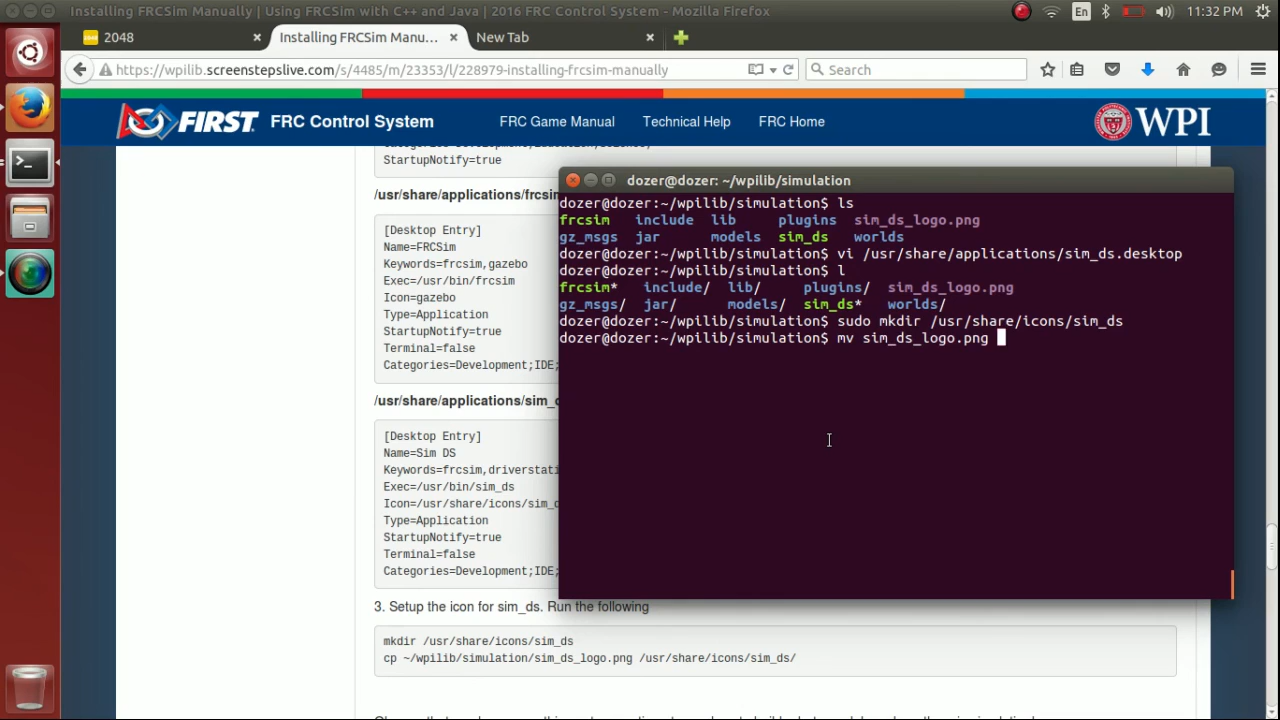 Installing FRCSim Manually | Using FRCSim with C++ and Java | 2016 FRC Control System - Mozilla Firefox
En
11:32 PM
2048
Installing FRCSim Manu...
New Tab
https://wpilib.screenstepslive.com/s/4485/m/23353/l/228979-installing-frcsim-manually
Search
FIRST
FRC Control System
FRC Game Manual
Technical Help
FRC Home
WPI
StartupNotify=true
/usr/share/applications/frcsim
[Desktop Entry]
Name=FRCSim
Keywords=frcsim,gazebo
Exec=/usr/bin/frcsim
Icon=gazebo
Type=Application
StartupNotify=true
Terminal=false
Categories=Development;IDE;
/usr/share/applications/sim_d
[Desktop Entry]
Name=Sim DS
Keywords=frcsim,driverstati
Exec=/usr/bin/sim_ds
Icon=/usr/share/icons/sim_d
Type=Application
StartupNotify=true
Terminal=false
Categories=Development;IDE;
3. Setup the icon for sim_ds. Run the following
mkdir /usr/share/icons/sim_ds
cp ~/wpilib/simulation/sim_ds_logo.png /usr/share/icons/sim_ds/
dozer@dozer: ~/wpilib/simulation
dozer@dozer:~/wpilib/simulation$ ls
frcsim include lib plugins sim_ds_logo.png
gz_msgs jar models sim_ds worlds
dozer@dozer:~/wpilib/simulation$ vi /usr/share/applications/sim_ds.desktop
dozer@dozer:~/wpilib/simulation$ l
frcsim* include/ lib/ plugins/ sim_ds_logo.png
gz_msgs/ jar/ models/ sim_ds* worlds/
dozer@dozer:~/wpilib/simulation$ sudo mkdir /usr/share/icons/sim_ds
dozer@dozer:~/wpilib/simulation$ mv sim_ds_logo.png